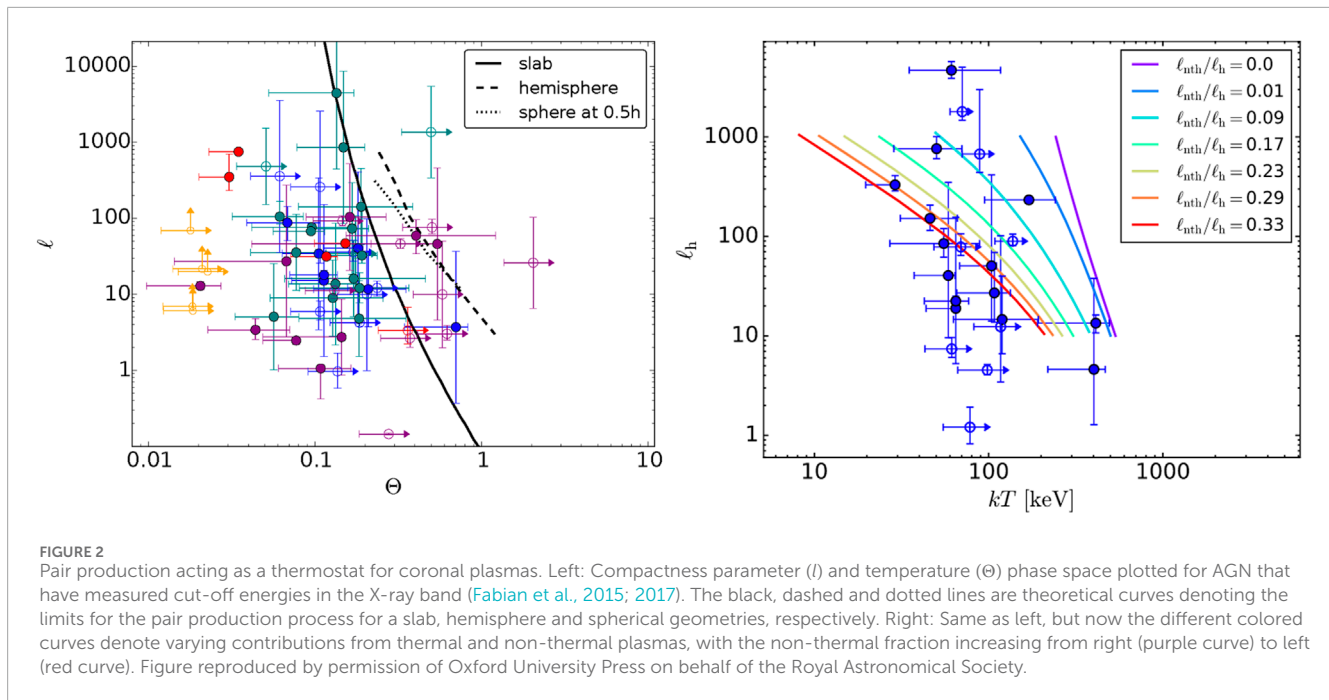 10000
1000
100
10
1
ℓ
0.01 0.1 1 10
Θ
slab
hemisphere
sphere at 0.5h
1000
100
10
1
ℓh
10 100 1000
kT [keV]
ℓnth/ℓh = 0.0
ℓnth/ℓh = 0.01
ℓnth/ℓh = 0.09
ℓnth/ℓh = 0.17
ℓnth/ℓh = 0.23
ℓnth/ℓh = 0.29
ℓnth/ℓh = 0.33
FIGURE 2
Pair production acting as a thermostat for coronal plasmas. Left: Compactness parameter (l) and temperature (Θ) phase space plotted for AGN that
have measured cut-off energies in the X-ray band (Fabian et al., 2015; 2017). The black, dashed and dotted lines are theoretical curves denoting the
limits for the pair production process for a slab, hemisphere and spherical geometries, respectively. Right: Same as left, but now the different colored
curves denote varying contributions from thermal and non-thermal plasmas, with the non-thermal fraction increasing from right (purple curve) to left
(red curve). Figure reproduced by permission of Oxford University Press on behalf of the Royal Astronomical Society.